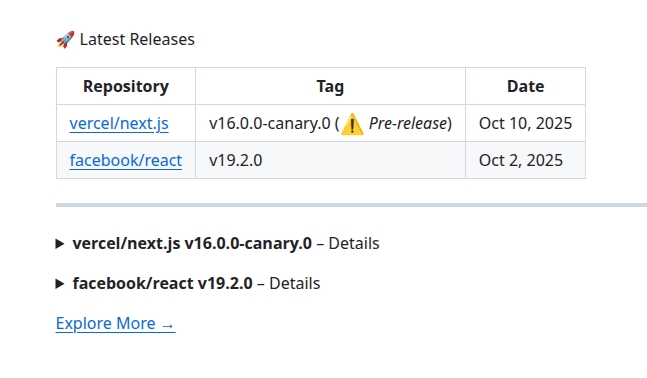 🚀 Latest Releases
Repository Tag Date
vercel/next.js v16.0.0-canary.0 (⚠️ Pre-release) Oct 10, 2025
facebook/react v19.2.0 Oct 2, 2025
▶ vercel/next.js v16.0.0-canary.0 – Details
▶ facebook/react v19.2.0 – Details
Explore More →